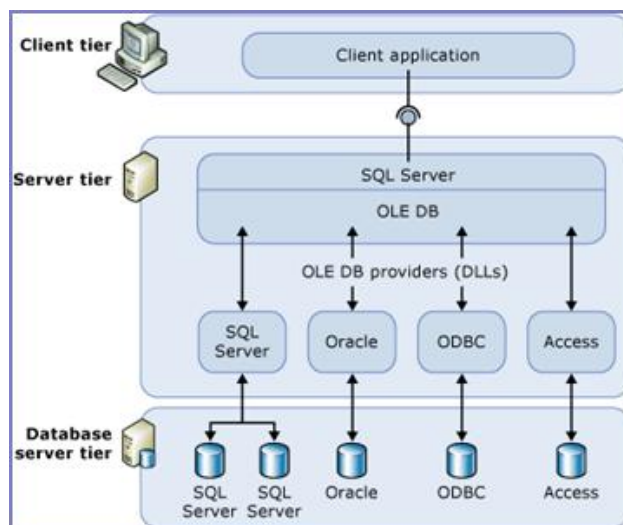 Client tier
Client application
Server tier
SQL Server
OLE DB
OLE DB providers (DLLs)
SQL
Server
Oracle
ODBC
Access
Database
server tier
SQL
Server
SQL
Server
Oracle
ODBC
Access